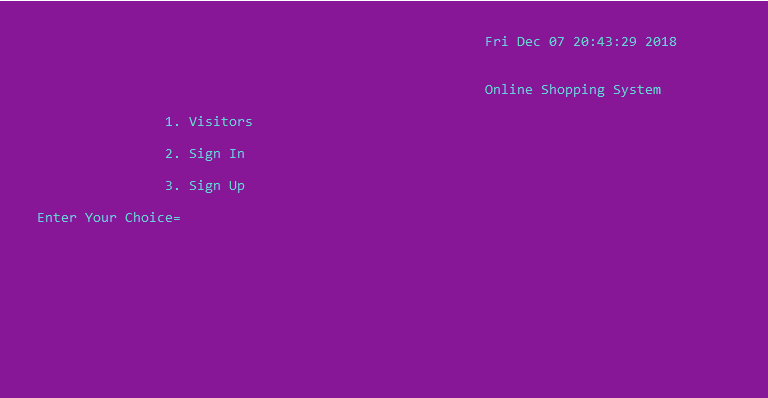 Fri Dec 07 20:43:29 2018
Online Shopping System
1. Visitors
2. Sign In
3. Sign Up
Enter Your Choice=